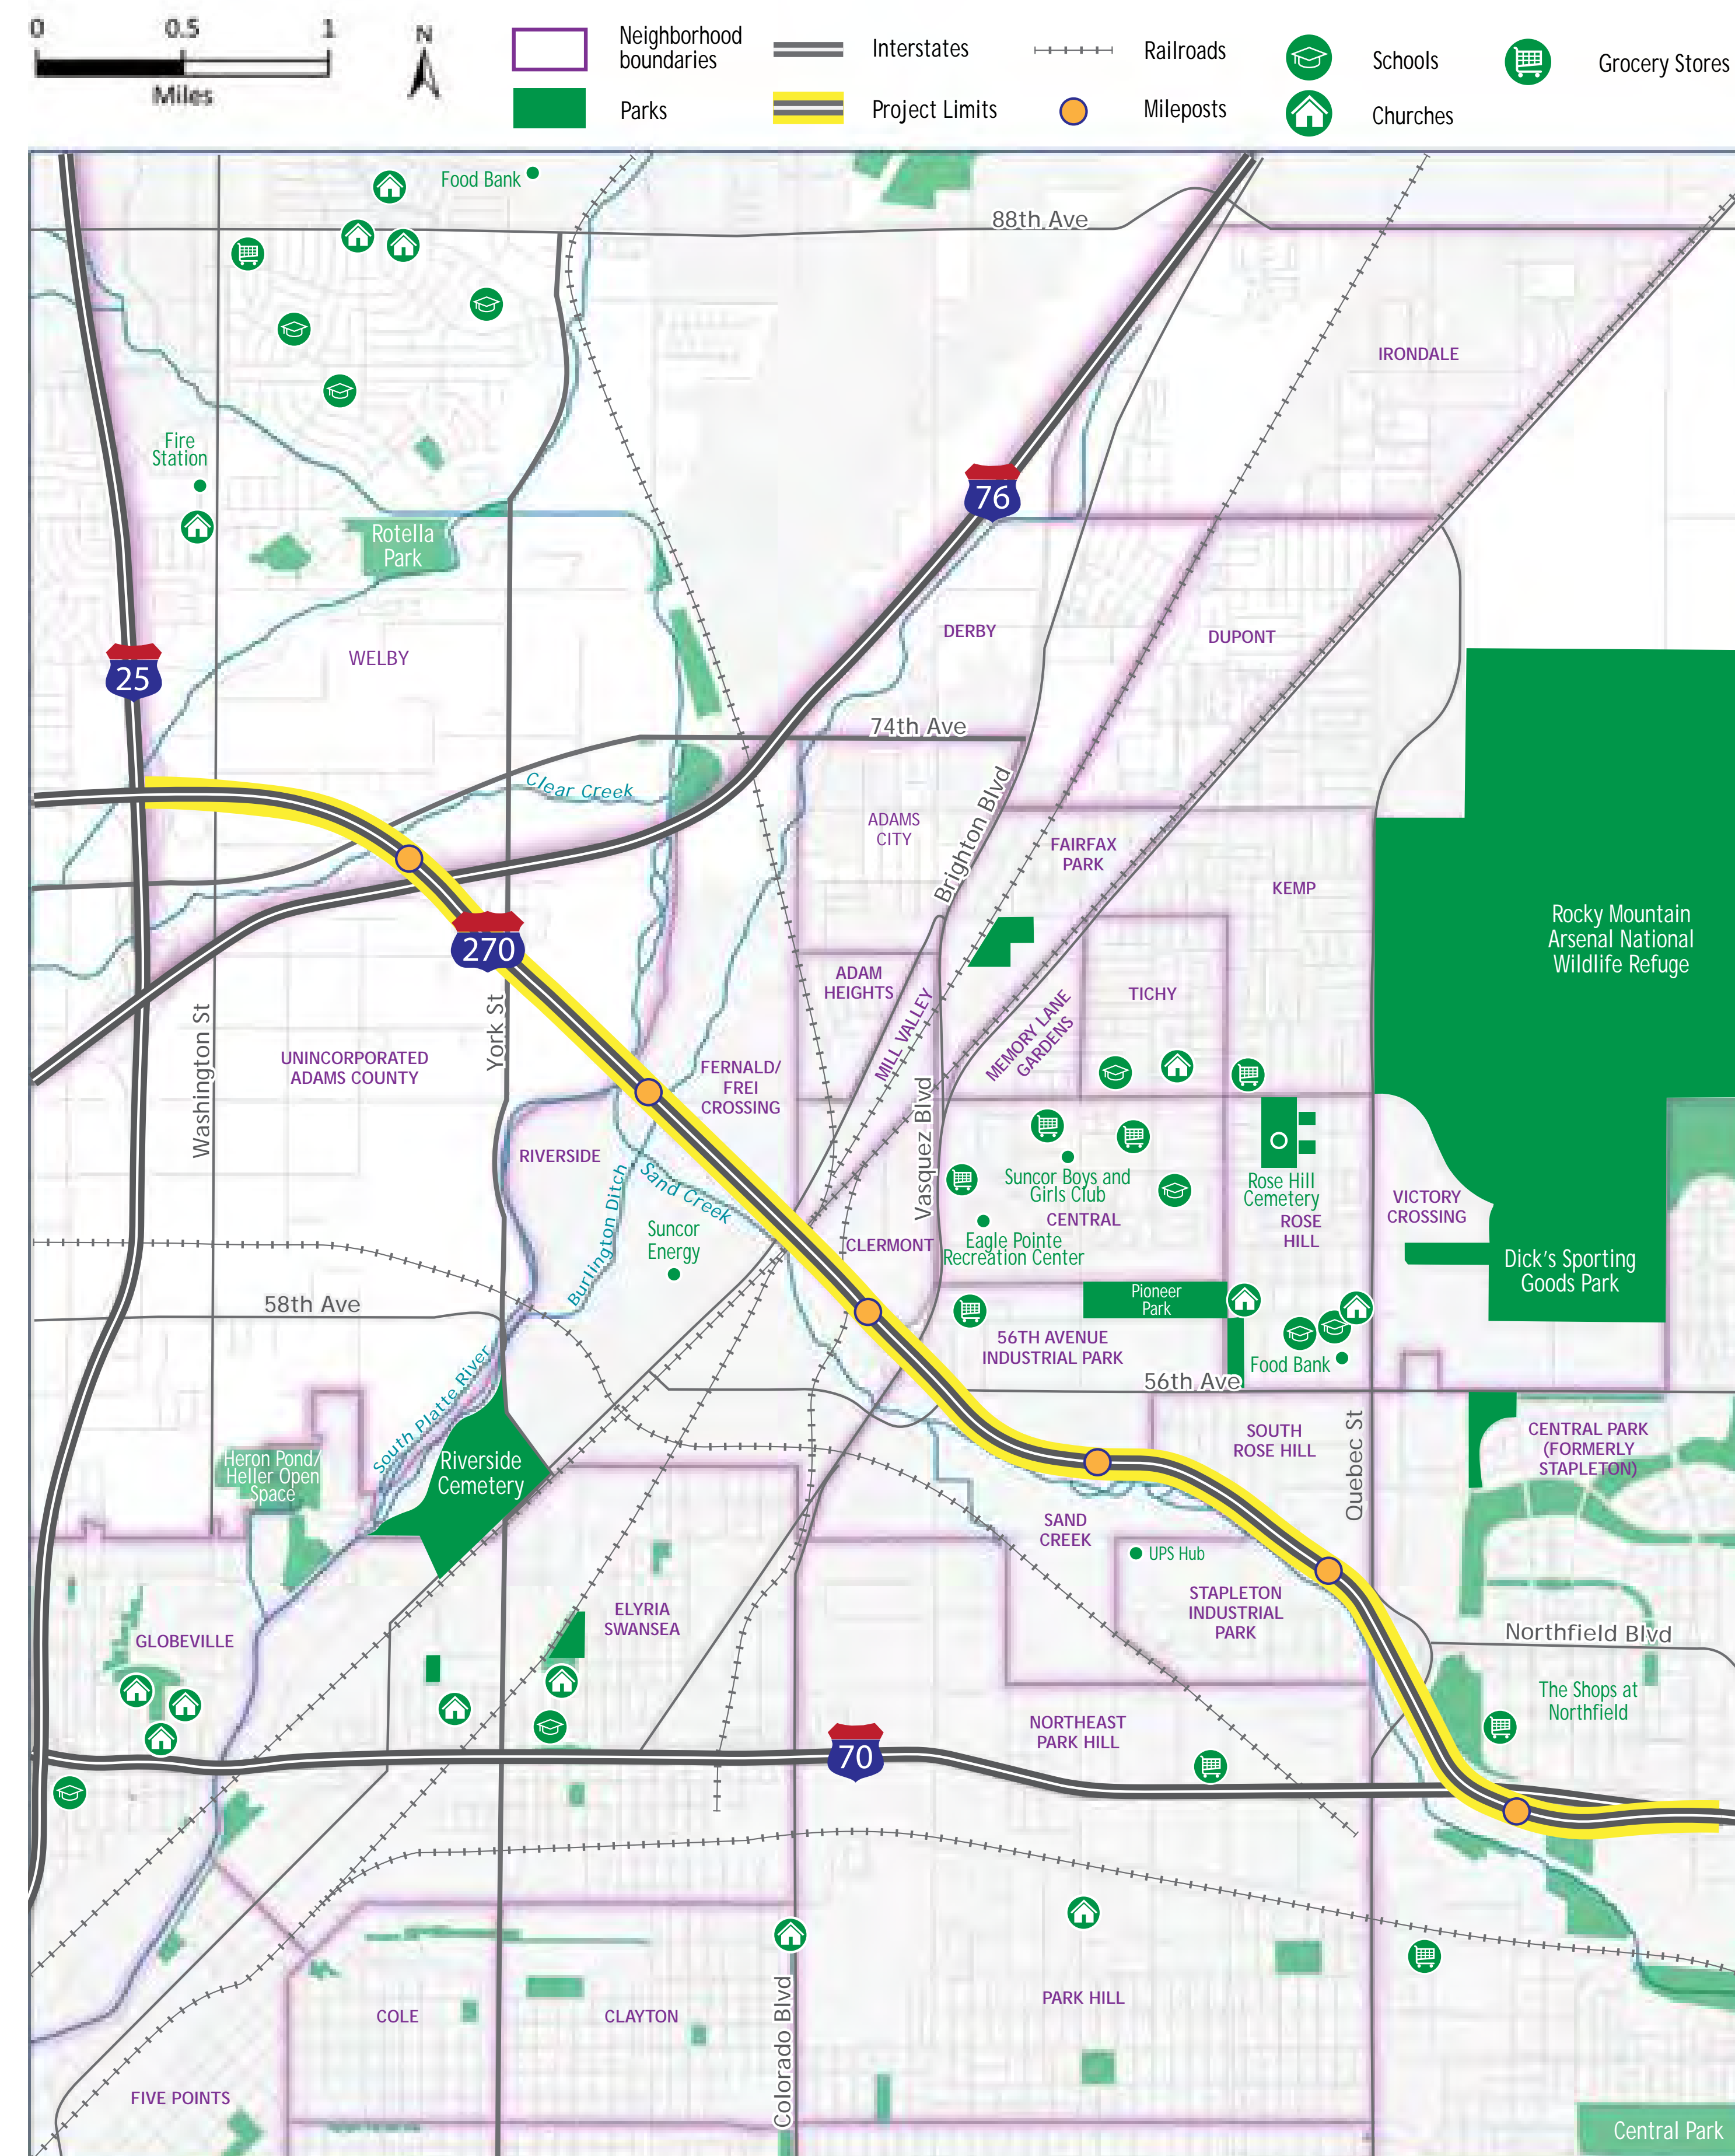 0 0.5 1
Miles
N
Neighborhood
boundaries
Parks
Interstates
Project Limits
Railroads
Mileposts
Schools
Churches
Grocery Stores
Food Bank
88th Ave
IRONDALE
Fire
Station
76
Rotella
Park
DERBY
DUPONT
WELBY
25
74th Ave
Clear Creek
ADAMS
CITY
Brighton Blvd
FAIRFAX
PARK
KEMP
Rocky Mountain
Arsenal National
Wildlife Refuge
270
ADAM
HEIGHTS
MILL VALLEY
MEMORY LANE
GARDENS
TICHY
Washington St
York St
UNINCORPORATED
ADAMS COUNTY
FERNALD/
FREI
CROSSING
Vasquez Blvd
RIVERSIDE
Burlington Ditch
Sand Creek
Suncor
Energy
CLERMONT
Suncor Boys and
Girls Club
CENTRAL
Eagle Pointe
Recreation Center
Rose Hill
Cemetery
ROSE
HILL
VICTORY
CROSSING
Dick's Sporting
Goods Park
58th Ave
Pioneer
Park
56TH AVENUE
INDUSTRIAL PARK
Food Bank
56th Ave
South Platte River
Heron Pond/
Heller Open
Space
Riverside
Cemetery
SOUTH
ROSE HILL
Quebec St
CENTRAL PARK
(FORMERLY
STAPLETON)
SAND
CREEK
UPS Hub
STAPLETON
INDUSTRIAL
PARK
ELYRIA
SWANSEA
GLOBEVILLE
Northfield Blvd
The Shops at
Northfield
NORTHEAST
PARK HILL
70
Colorado Blvd
COLE
CLAYTON
PARK HILL
FIVE POINTS
Central Park